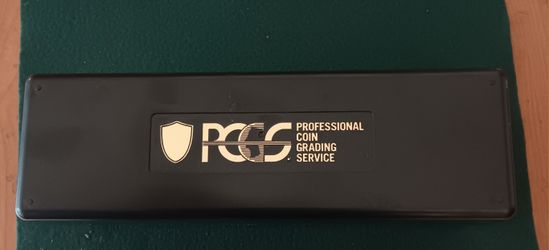 PCGS
PROFESSIONAL
COIN
GRADING
SERVICE